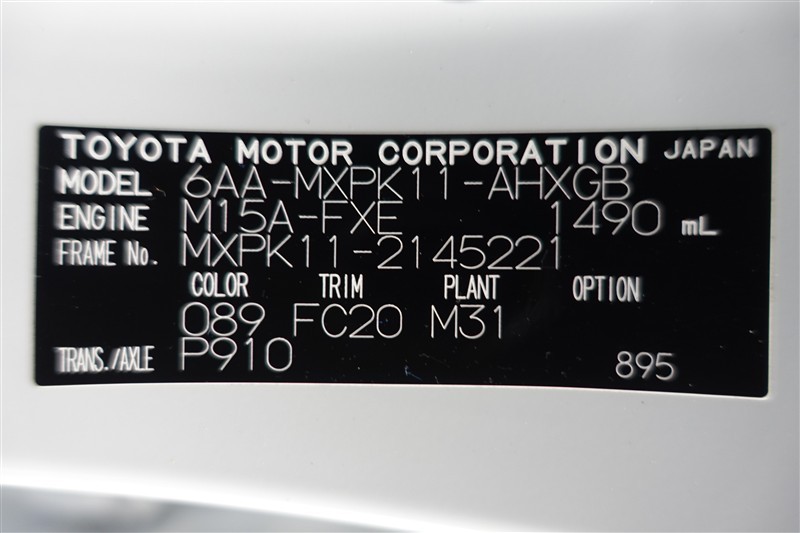 TOYOTA MOTOR CORPORATION JAPAN
MODEL 6AA-MXPK11-AHXGB
ENGINE M15A-FXE 1490 mL
FRAME No. MXPK11-2145221
COLOR TRIM PLANT OPTION
089 FC20 M31
TRANS./AXLE P910 895